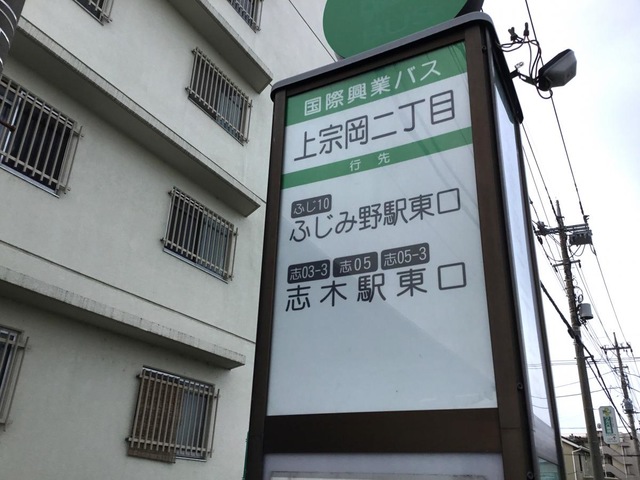 国際興業バス
上宗岡二丁目
行先
ふじ10
ふじみ野駅東口
志03-3 志05 志05-3
志木駅東口